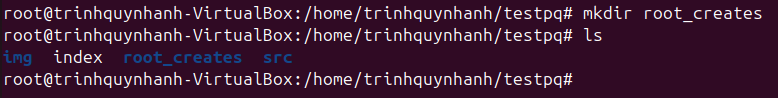 root@trinhquynhanh-VirtualBox:/home/trinhquynhanh/testpq# mkdir root_creates
root@trinhquynhanh-VirtualBox:/home/trinhquynhanh/testpq# ls
img  index  root_creates  src
root@trinhquynhanh-VirtualBox:/home/trinhquynhanh/testpq#